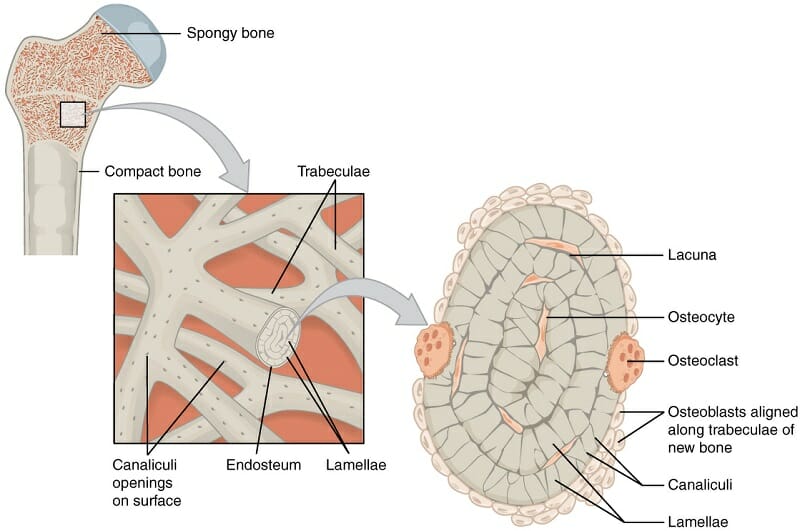 Spongy bone
Compact bone
Trabeculae
Canaliculi
openings
on surface
Endosteum
Lamellae
Lacuna
Osteocyte
Osteoclast
Osteoblasts aligned
along trabeculae of
new bone
Canaliculi
Lamellae